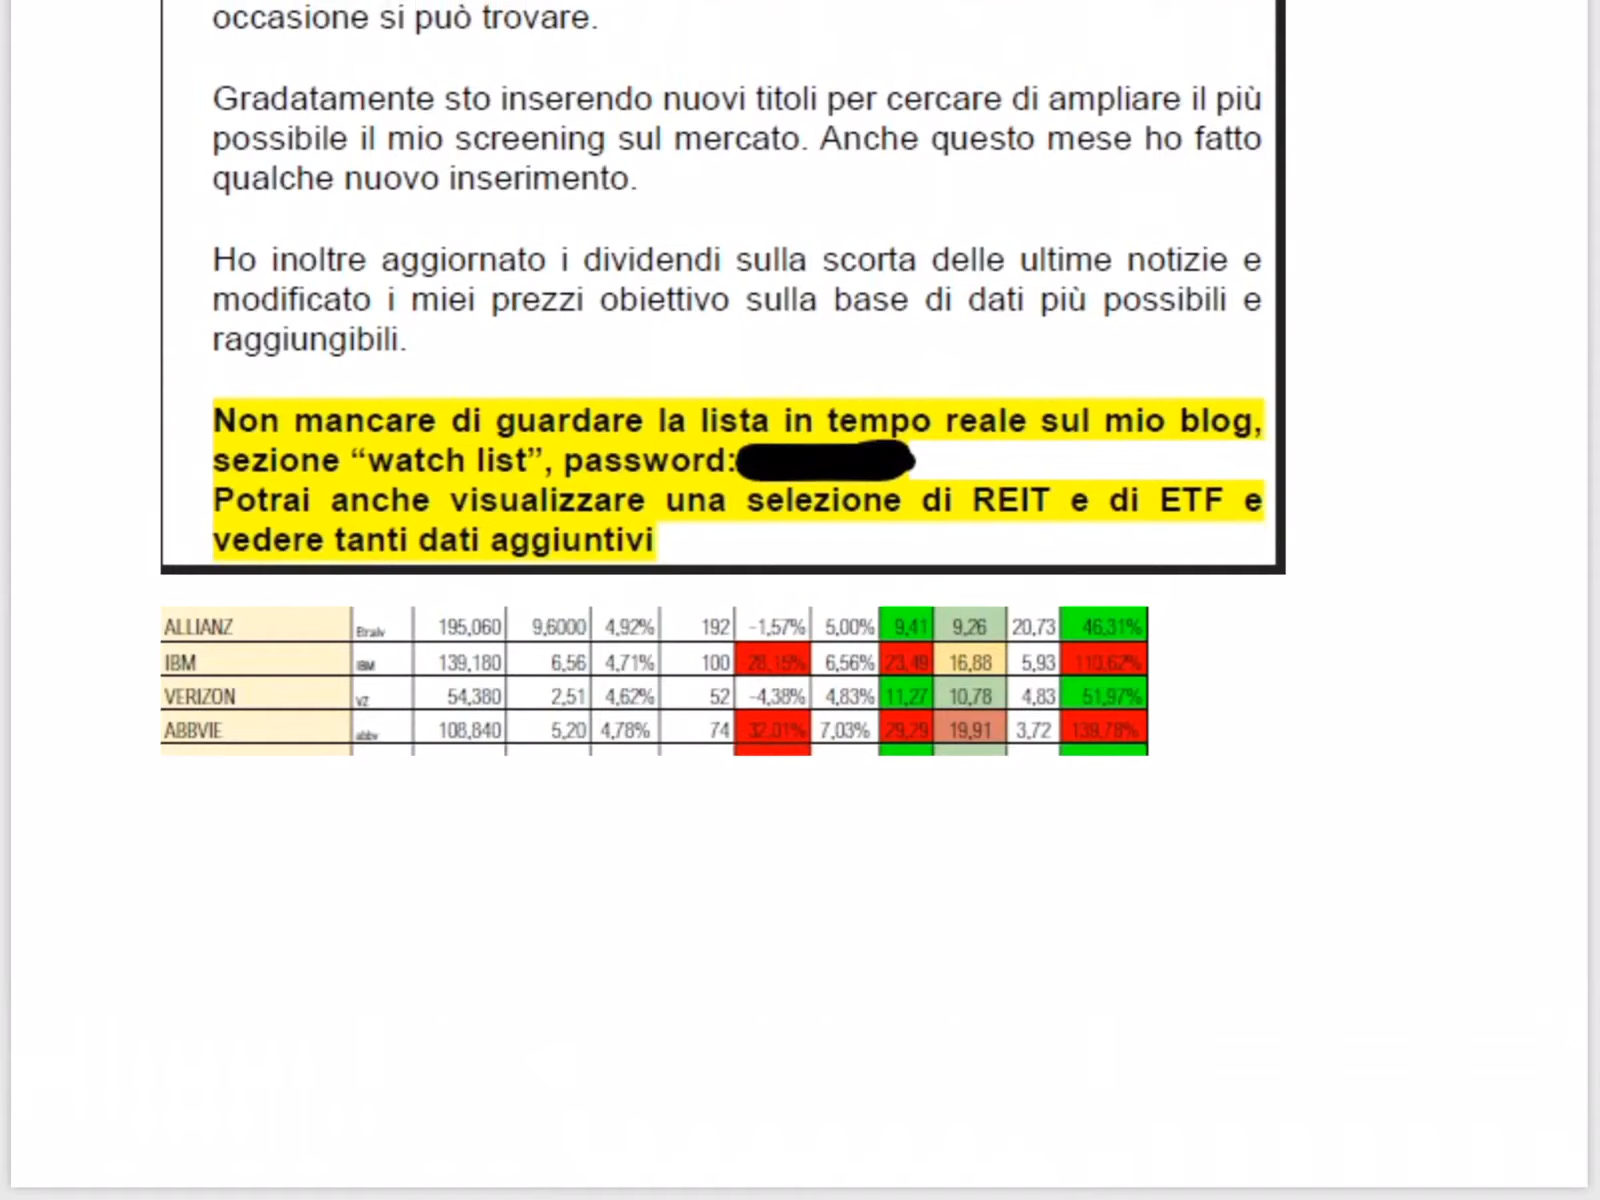 occasione si può trovare.
Gradatamente sto inserendo nuovi titoli per cercare di ampliare il più
possibile il mio screening sul mercato. Anche questo mese ho fatto
qualche nuovo inserimento.
Ho inoltre aggiornato i dividendi sulla scorta delle ultime notizie e
modificato i miei prezzi obiettivo sulla base di dati più possibili e
raggiungibili.
Non mancare di guardare la lista in tempo reale sul mio blog,
sezione “watch list”, password:
Potrai anche visualizzare una selezione di REIT e di ETF e
vedere tanti dati aggiuntivi
ALLIANZ 195,060 9,6000 4,92% 192 -1,57% 5,00% 9,41 9,26 20,73 46,31%
IBM IBM 139,180 6,56 4,71% 100 28,15% 6,56% 23,49 16,88 5,93 110,62%
VERIZON VZ 54,380 2,51 4,62% 52 -4,38% 4,83% 11,27 10,78 4,83 51,97%
ABBVIE abbv 108,840 5,20 4,78% 74 32,01% 7,03% 29,29 19,91 3,72 139,78%